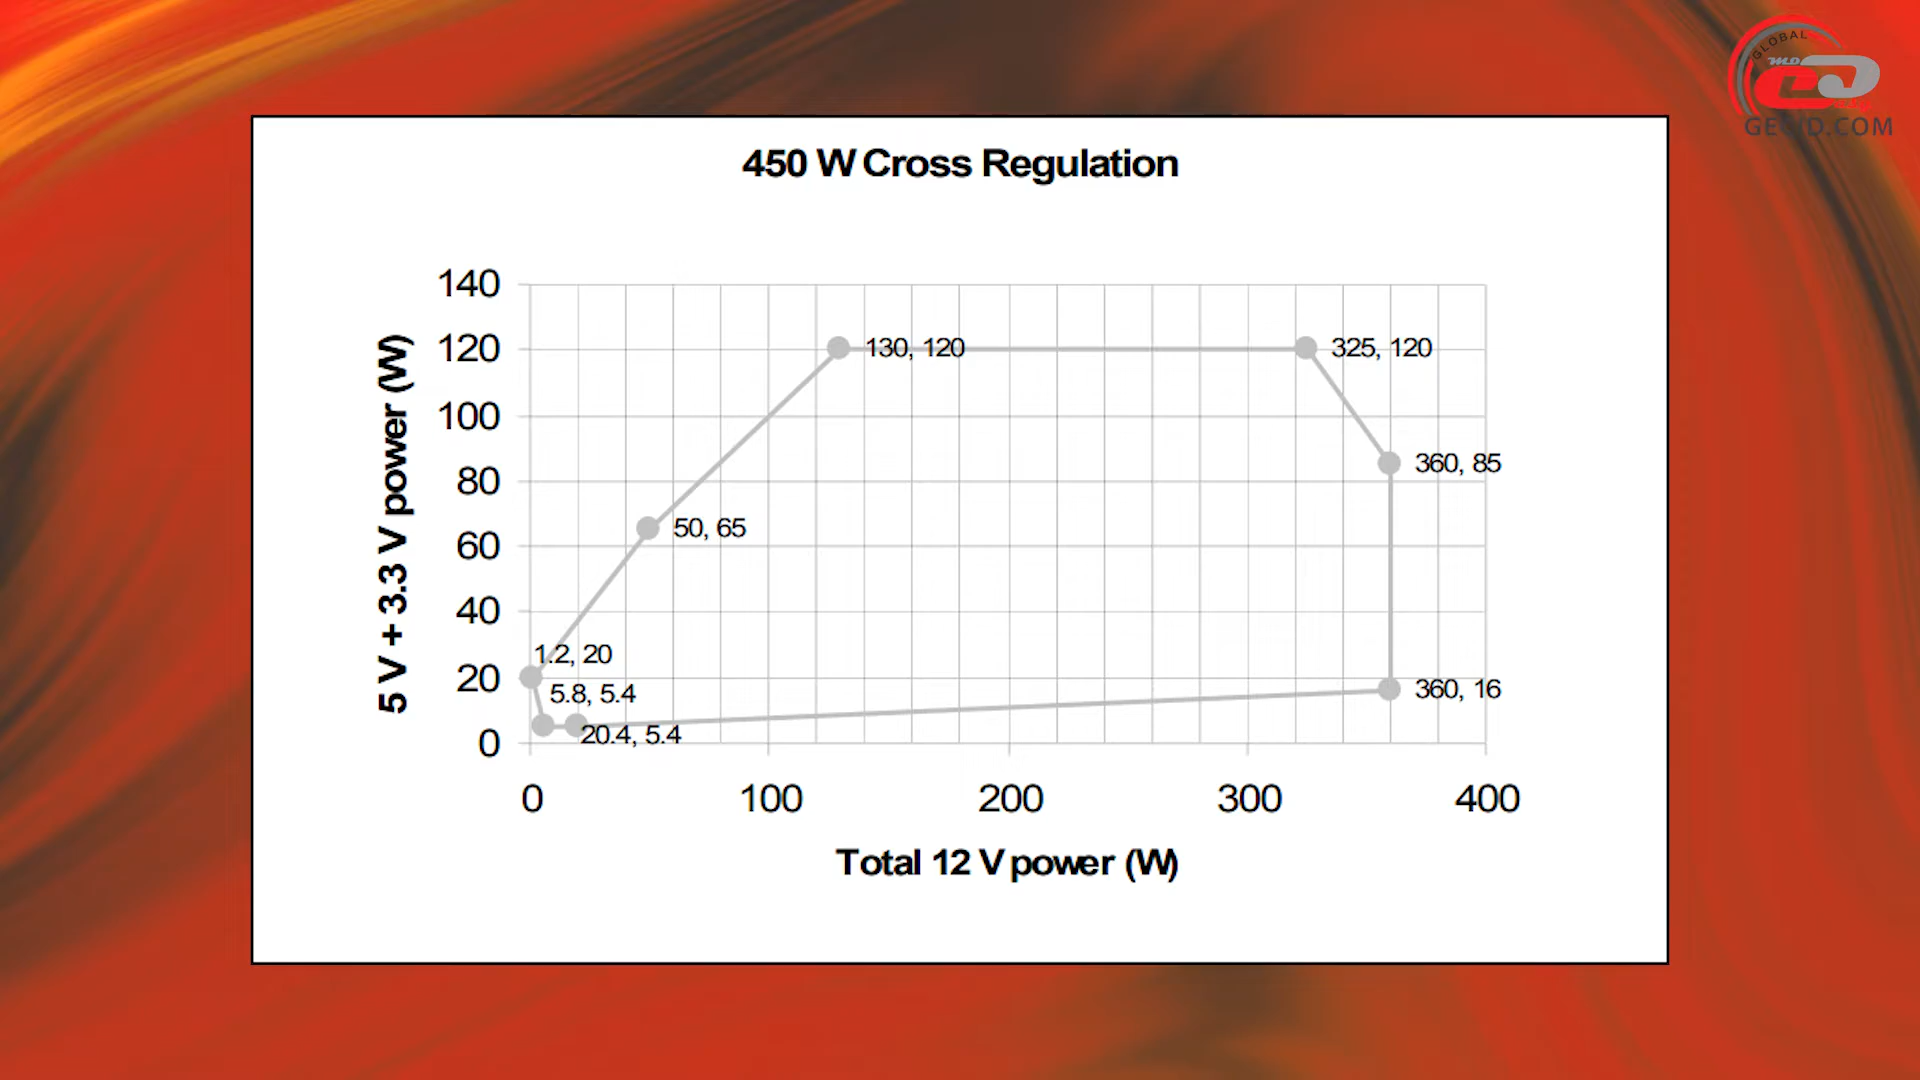 GLOBAL
GECID.COM
450 W Cross Regulation
140
120
100
80
60
40
20
0
5 V + 3.3 V power (W)
130, 120
325, 120
360, 85
50, 65
1.2, 20
5.8, 5.4
360, 16
20.4, 5.4
0 100 200 300 400
Total 12 V power (W)